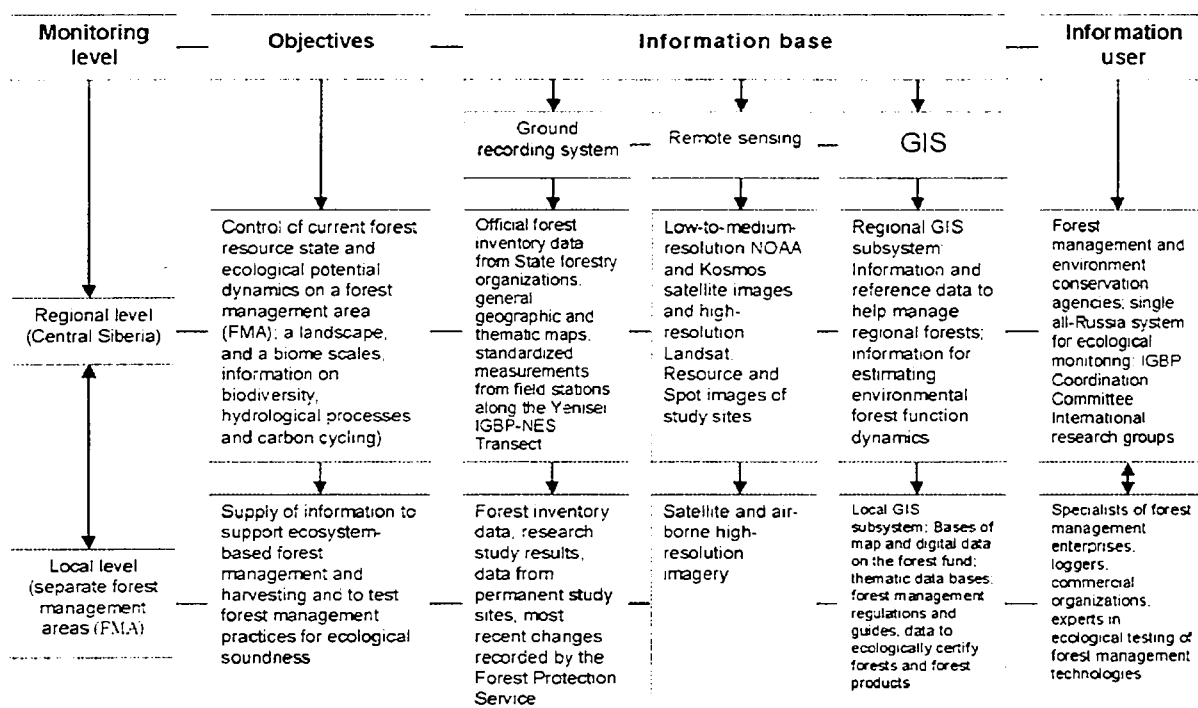 Monitoring level
Objectives
Information base
Information user
Ground recording system
Remote sensing
GIS
Regional level
(Central Siberia)
Control of current forest
resource state and
ecological potential
dynamics on a forest
management area
(FMA); a landscape,
and a biome scales,
information on
biodiversity,
hydrological processes
and carbon cycling)
Official forest
inventory data
from State forestry
organizations.
general
geographic and
thematic maps,
standardized
measurements
from field stations
along the Yenisei
IGBP-NES
Transect
Low-to-medium-
resolution NOAA
and Kosmos
satellite images
and high-
resolution
Landsat.
Resource and
Spot images of
study sites
Regional GIS
subsystem:
Information and
reference data to
help manage
regional forests;
information for
estimating
environmental
forest function
dynamics
Forest
management and
environment
conservation
agencies; single
all-Russia system
for ecological
monitoring; IGBP
Coordination
Committee
International
research groups
Local level
(separate forest
management
areas (FMA)
Supply of information to
support ecosystem-
based forest
management and
harvesting and to test
forest management
practices for ecological
soundness
Forest inventory
data, research
study results,
data from
permanent study
sites, most
recent changes
recorded by the
Forest Protection
Service
Satellite and air-
borne high-
resolution
imagery
Local GIS
subsystem; Bases of
map and digital data
on the forest fund;
thematic data bases;
forest management
regulations and
guides, data to
ecologically certify
forests and forest
products
Specialists of forest
management
enterprises,
loggers,
commercial
organizations,
experts in
ecological testing of
forest management
technologies